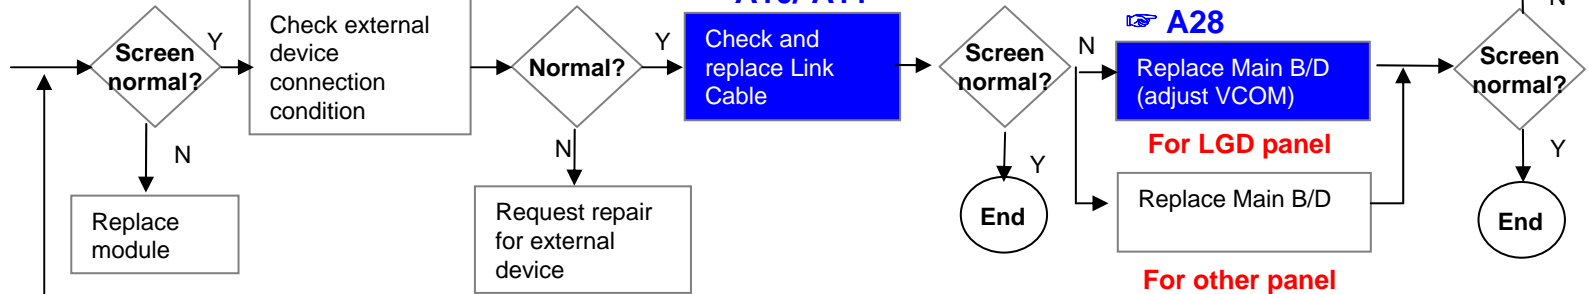 Screen
normal?
Y
N
Replace
module
Check external
device
connection
condition
Normal?
Y
N
Request repair
for external
device
Check and
replace Link
Cable
Screen
normal?
N
Y
End
☞ A28
Replace Main B/D
(adjust VCOM)
For LGD panel
Replace Main B/D
For other panel
Screen
normal?
Y
End